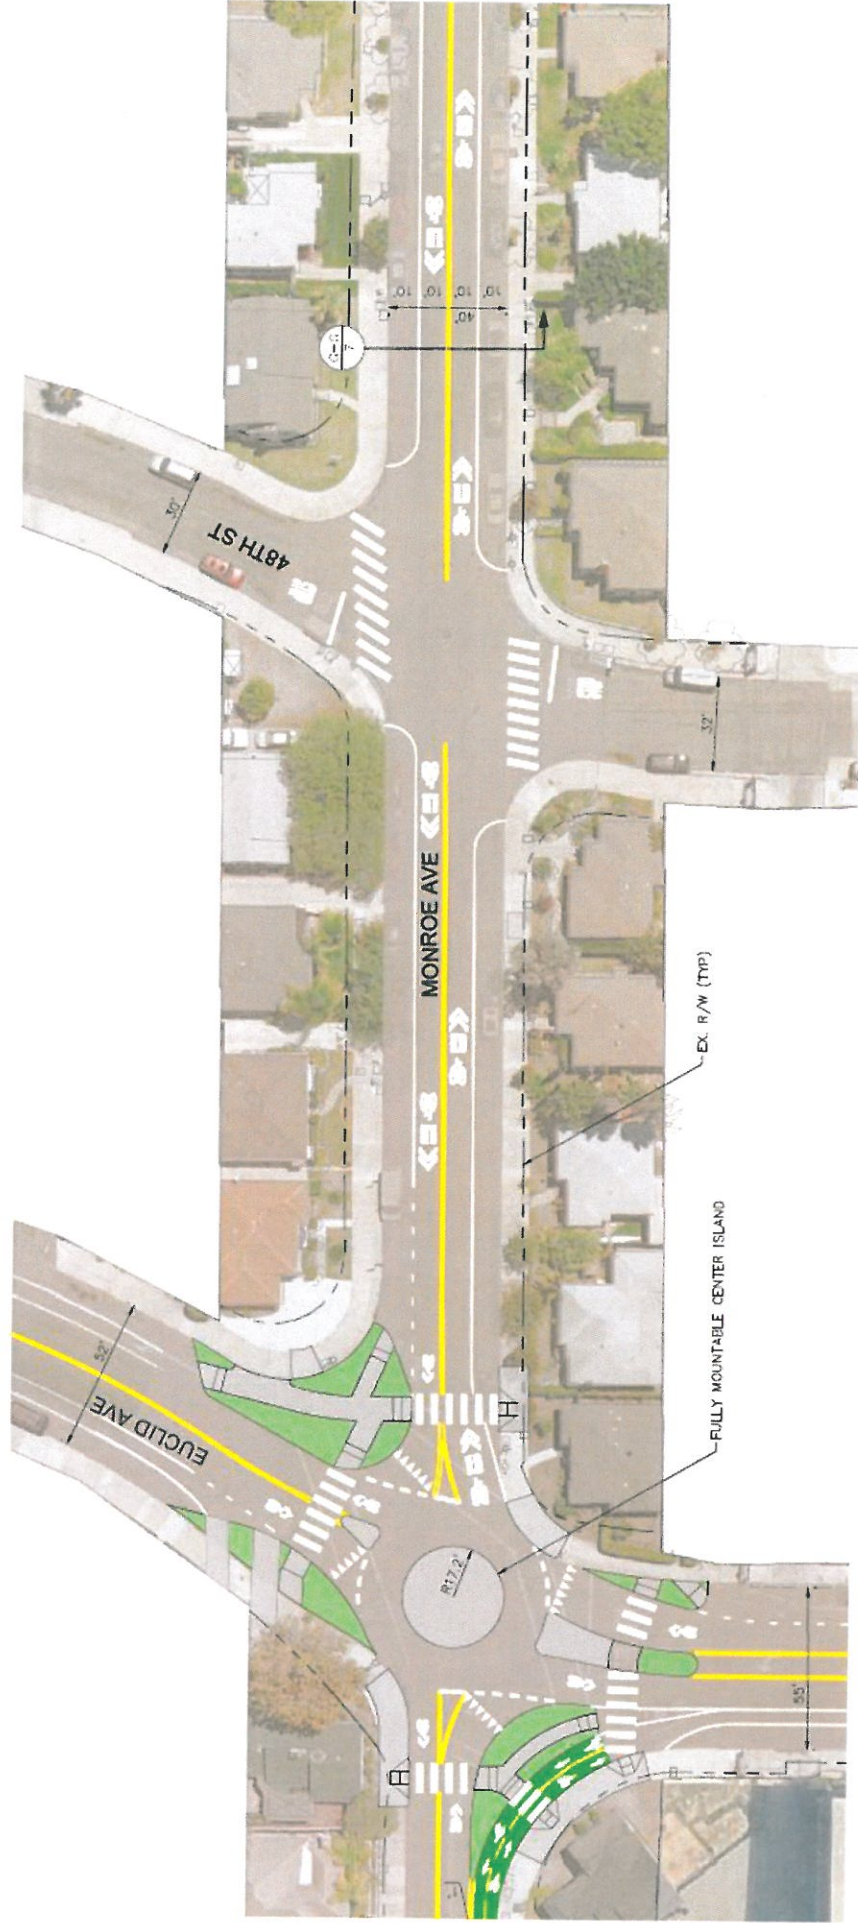 G-G
7
10' 10' 10' 10'
40'
30'
48TH ST
32'
MONROE AVE
EX. R/W (TYP)
FULLY MOUNTABLE CENTER ISLAND
52'
EUCLID AVE
R17.2'
55'